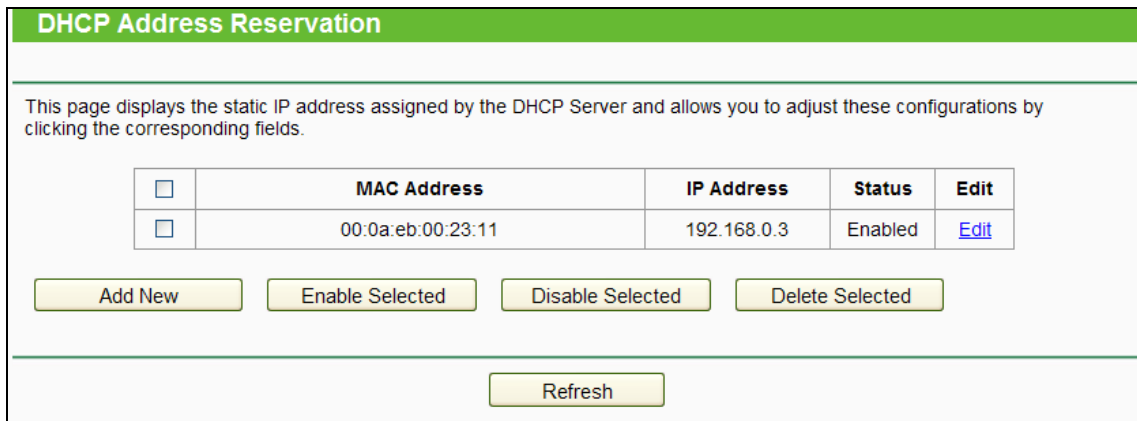 DHCP Address Reservation
This page displays the static IP address assigned by the DHCP Server and allows you to adjust these configurations by
clicking the corresponding fields.
MAC Address IP Address Status Edit
00:0a:eb:00:23:11 192.168.0.3 Enabled Edit
Add New Enable Selected Disable Selected Delete Selected
Refresh